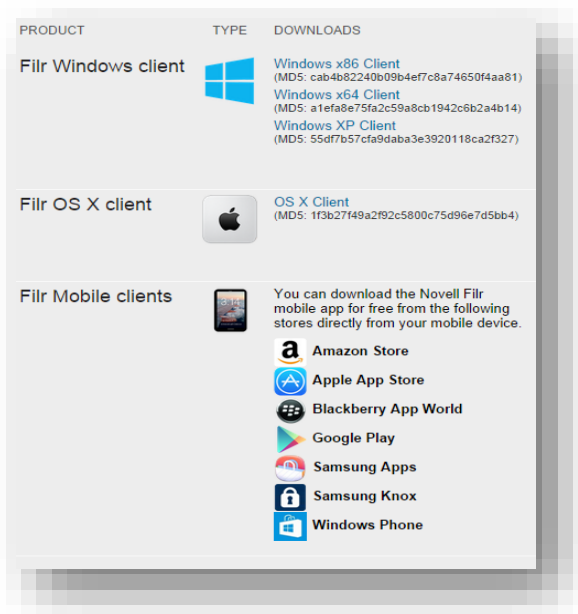 PRODUCT TYPE DOWNLOADS
Filr Windows client
Windows x86 Client
(MD5: cab4b82240b09b4ef7c8a74650f4aa81)
Windows x64 Client
(MD5: a1efa8e75fa2c59a8cb1942c6b2a4b14)
Windows XP Client
(MD5: 55df7b57cfa9daba3e3920118ca2f327)
Filr OS X client
OS X Client
(MD5: 1f3b27f49a2f92c5800c75d96e7d5bb4)
Filr Mobile clients
You can download the Novell Filr
mobile app for free from the following
stores directly from your mobile device.
Amazon Store
Apple App Store
Blackberry App World
Google Play
Samsung Apps
Samsung Knox
Windows Phone